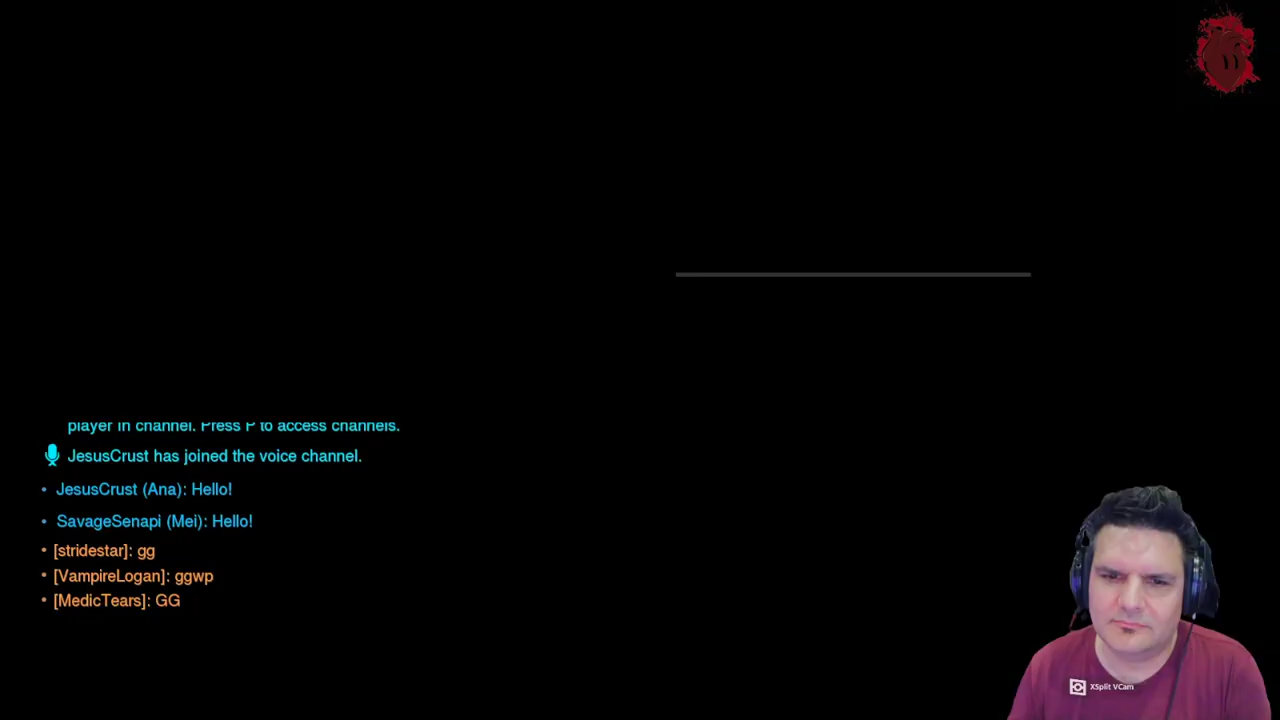 player in channel. Press P to access channels.
JesusCrust has joined the voice channel.
• JesusCrust (Ana): Hello!
• SavageSenapi (Mei): Hello!
• [stridestar]: gg
• [VampireLogan]: ggwp
• [MedicTears]: GG
XSplit VCam